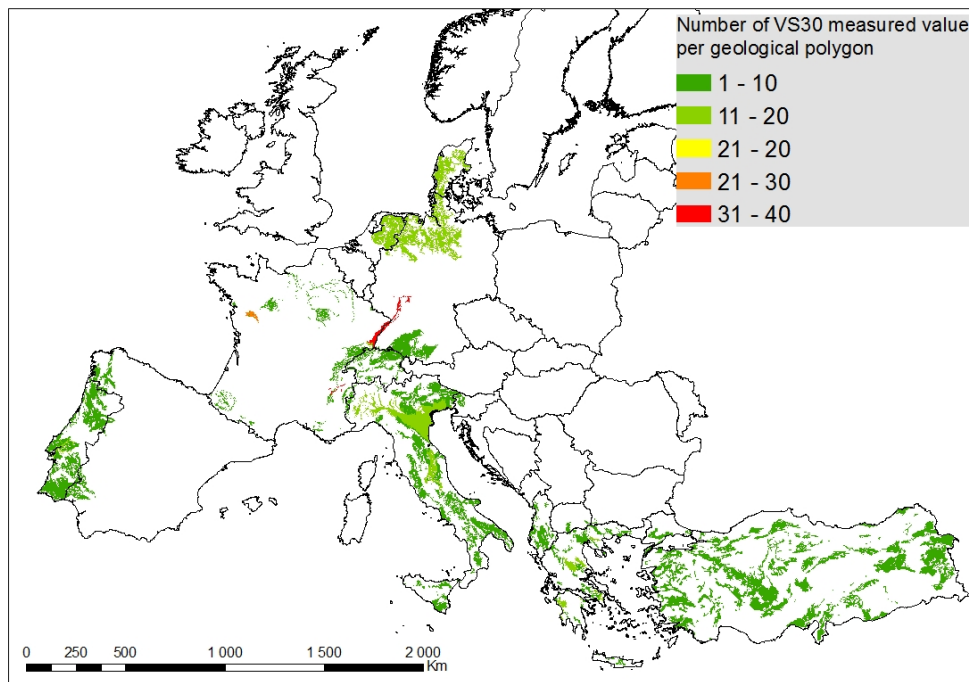 Number of VS30 measured value
per geological polygon
1 - 10
11 - 20
21 - 20
21 - 30
31 - 40
0 250 500 1 000 1 500 2 000
Km